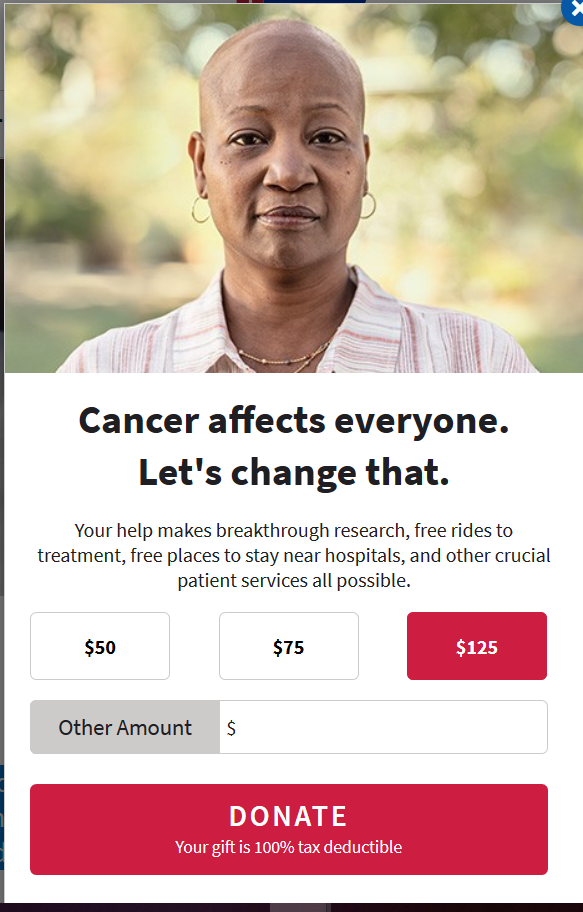 Cancer affects everyone.
Let's change that.
Your help makes breakthrough research, free rides to
treatment, free places to stay near hospitals, and other crucial
patient services all possible.
$50
$75
$125
Other Amount $
DONATE
Your gift is 100% tax deductible